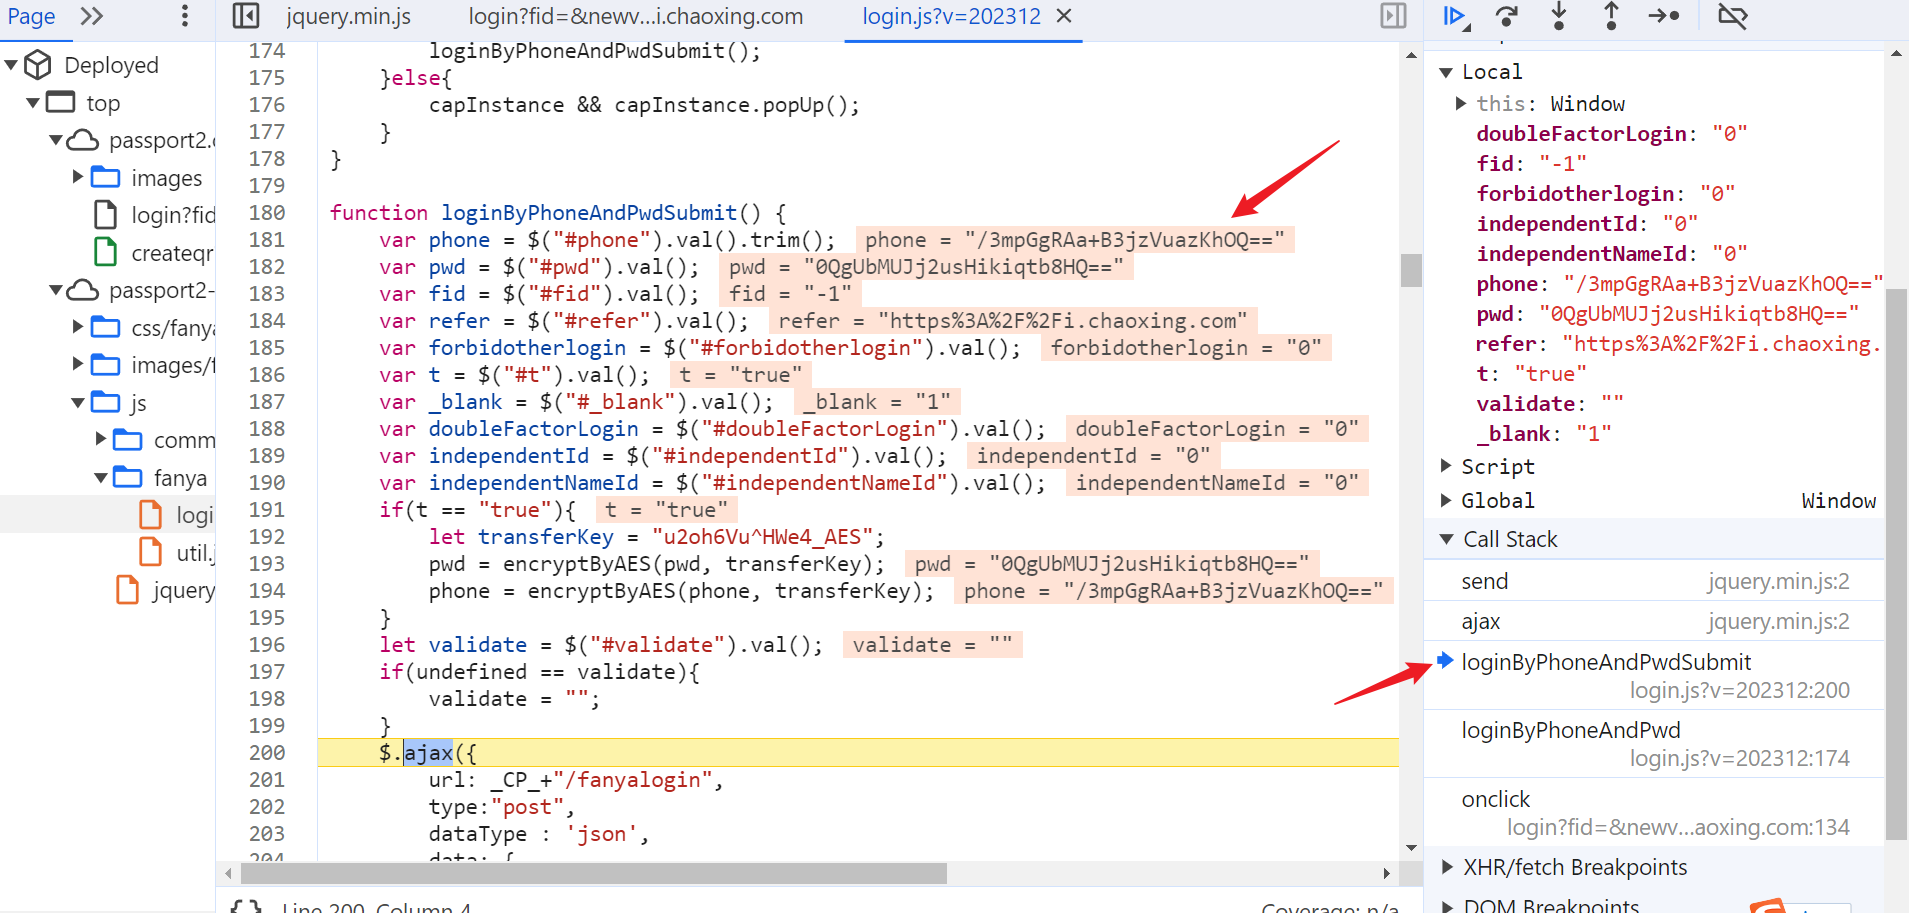 Page
jquery.min.js
login?fid=&newv...i.chaoxing.com
login.js?v=202312
Deployed
top
passport2.
images
login?fid
createqr
passport2-
css/fanya
images/f
js
comm
fanya
logi
util.j
jquery
174 loginByPhoneAndPwdSubmit();
175 }else{
176 capInstance && capInstance.popUp();
177 }
178 }
179
180 function loginByPhoneAndPwdSubmit() {
181 var phone = $("#phone").val().trim(); phone = "/3mpGgRAa+B3jzVuazKhOQ=="
182 var pwd = $("#pwd").val(); pwd = "0QgUbMUJj2usHikiqtb8HQ=="
183 var fid = $("#fid").val(); fid = "-1"
184 var refer = $("#refer").val(); refer = "https%3A%2F%2Fi.chaoxing.com"
185 var forbidotherlogin = $("#forbidotherlogin").val(); forbidotherlogin = "0"
186 var t = $("#t").val(); t = "true"
187 var _blank = $("#_blank").val(); _blank = "1"
188 var doubleFactorLogin = $("#doubleFactorLogin").val(); doubleFactorLogin = "0"
189 var independentId = $("#independentId").val(); independentId = "0"
190 var independentNameId = $("#independentNameId").val(); independentNameId = "0"
191 if(t == "true"){ t = "true"
192 let transferKey = "u2oh6Vu^HWe4_AES";
193 pwd = encryptByAES(pwd, transferKey); pwd = "0QgUbMUJj2usHikiqtb8HQ=="
194 phone = encryptByAES(phone, transferKey); phone = "/3mpGgRAa+B3jzVuazKhOQ=="
195 }
196 let validate = $("#validate").val(); validate = ""
197 if(undefined == validate){
198 validate = "";
199 }
200 $.ajax({
201 url: _CP_+"/fanyalogin",
202 type:"post",
203 dataType : 'json',
204 data: {
{} Line 200, Column 4
Coverage: n/a
Local
this: Window
doubleFactorLogin: "0"
fid: "-1"
forbidotherlogin: "0"
independentId: "0"
independentNameId: "0"
phone: "/3mpGgRAa+B3jzVuazKhOQ=="
pwd: "0QgUbMUJj2usHikiqtb8HQ=="
refer: "https%3A%2F%2Fi.chaoxing.
t: "true"
validate: ""
_blank: "1"
Script
Global Window
Call Stack
send jquery.min.js:2
ajax jquery.min.js:2
loginByPhoneAndPwdSubmit
login.js?v=202312:200
loginByPhoneAndPwd
login.js?v=202312:174
onclick
login?fid=&newv...aoxing.com:134
XHR/fetch Breakpoints
DOM Breakpoints